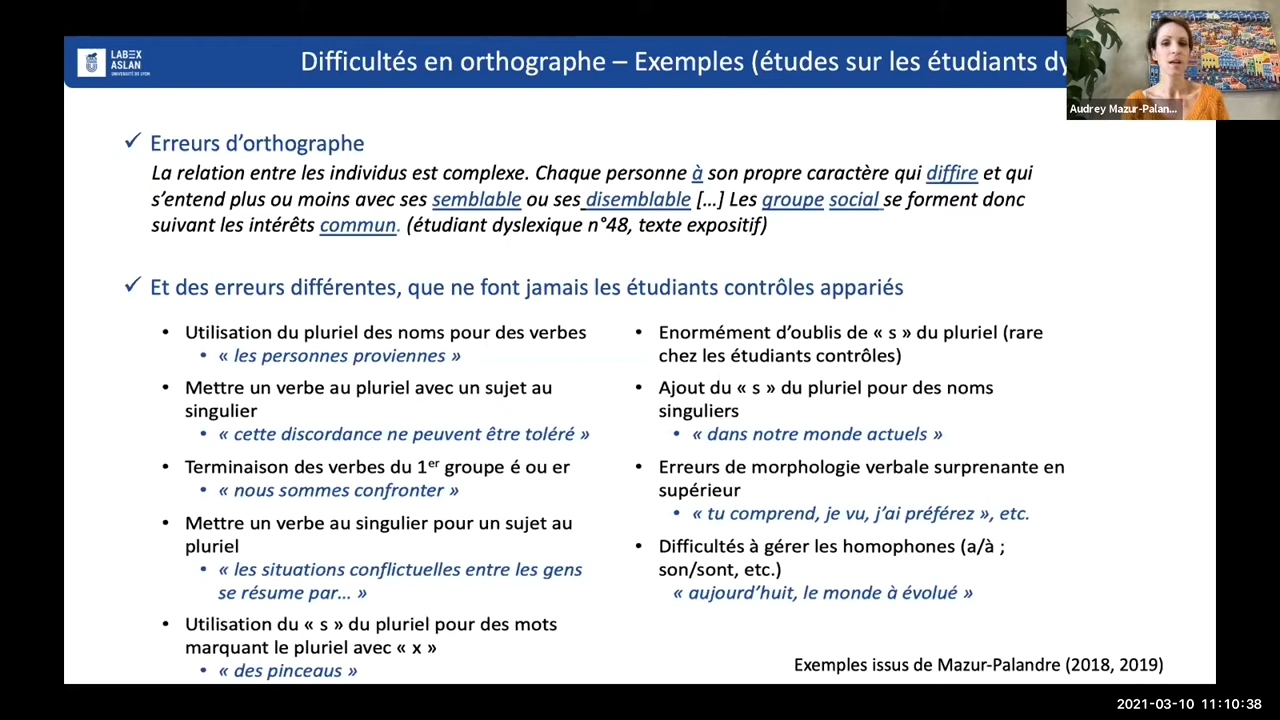 LABEX
ASLAN
UNIVERSITÉ DE LYON
Difficultés en orthographe – Exemples (études sur les étudiants dy
Audrey Mazur-Palan...
✓ Erreurs d'orthographe
La relation entre les individus est complexe. Chaque personne à son propre caractère qui diffire et qui
s'entend plus ou moins avec ses semblable ou ses disemblable […] Les groupe social se forment donc
suivant les intérêts commun. (étudiant dyslexique n°48, texte expositif)
✓ Et des erreurs différentes, que ne font jamais les étudiants contrôles appariés
• Utilisation du pluriel des noms pour des verbes
• « les personnes proviennes »
• Mettre un verbe au pluriel avec un sujet au
singulier
• « cette discordance ne peuvent être toléré »
• Terminaison des verbes du 1er groupe é ou er
• « nous sommes confronter »
• Mettre un verbe au singulier pour un sujet au
pluriel
• « les situations conflictuelles entre les gens
se résume par… »
• Utilisation du « s » du pluriel pour des mots
marquant le pluriel avec « x »
• « des pinceaus »
• Enormément d'oublis de « s » du pluriel (rare
chez les étudiants contrôles)
• Ajout du « s » du pluriel pour des noms
singuliers
• « dans notre monde actuels »
• Erreurs de morphologie verbale surprenante en
supérieur
• « tu comprend, je vu, j'ai préférez », etc.
• Difficultés à gérer les homophones (a/à ;
son/sont, etc.)
« aujourd'huit, le monde à évolué »
Exemples issus de Mazur-Palandre (2018, 2019)
2021-03-10 11:10:38